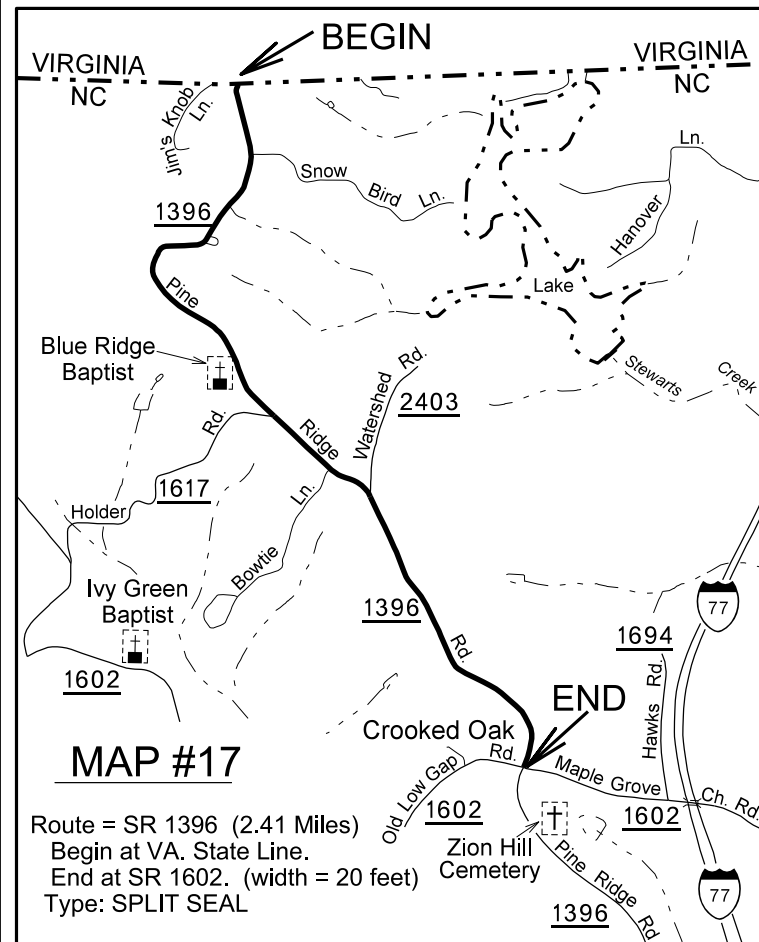 BEGIN
VIRGINIA
NC
VIRGINIA
NC
Jim's Knob
Ln.
Snow
Bird
Ln.
Ln.
Hanover
1396
Pine
Lake
Blue Ridge
Baptist
Watershed
Rd.
2403
Stewarts
Creek
Rd.
Ridge
1617
Holder
Ln.
Bowtie
Ivy Green
Baptist
1602
1396
77
1694
Hawks Rd.
Rd.
END
Crooked Oak
Rd.
Old Low Gap
1602
Maple Grove
1602
Ch. Rd.
Zion Hill
Cemetery
Pine Ridge Rd
1396
77
MAP #17
Route = SR 1396 (2.41 Miles)
Begin at VA. State Line.
End at SR 1602. (width = 20 feet)
Type: SPLIT SEAL